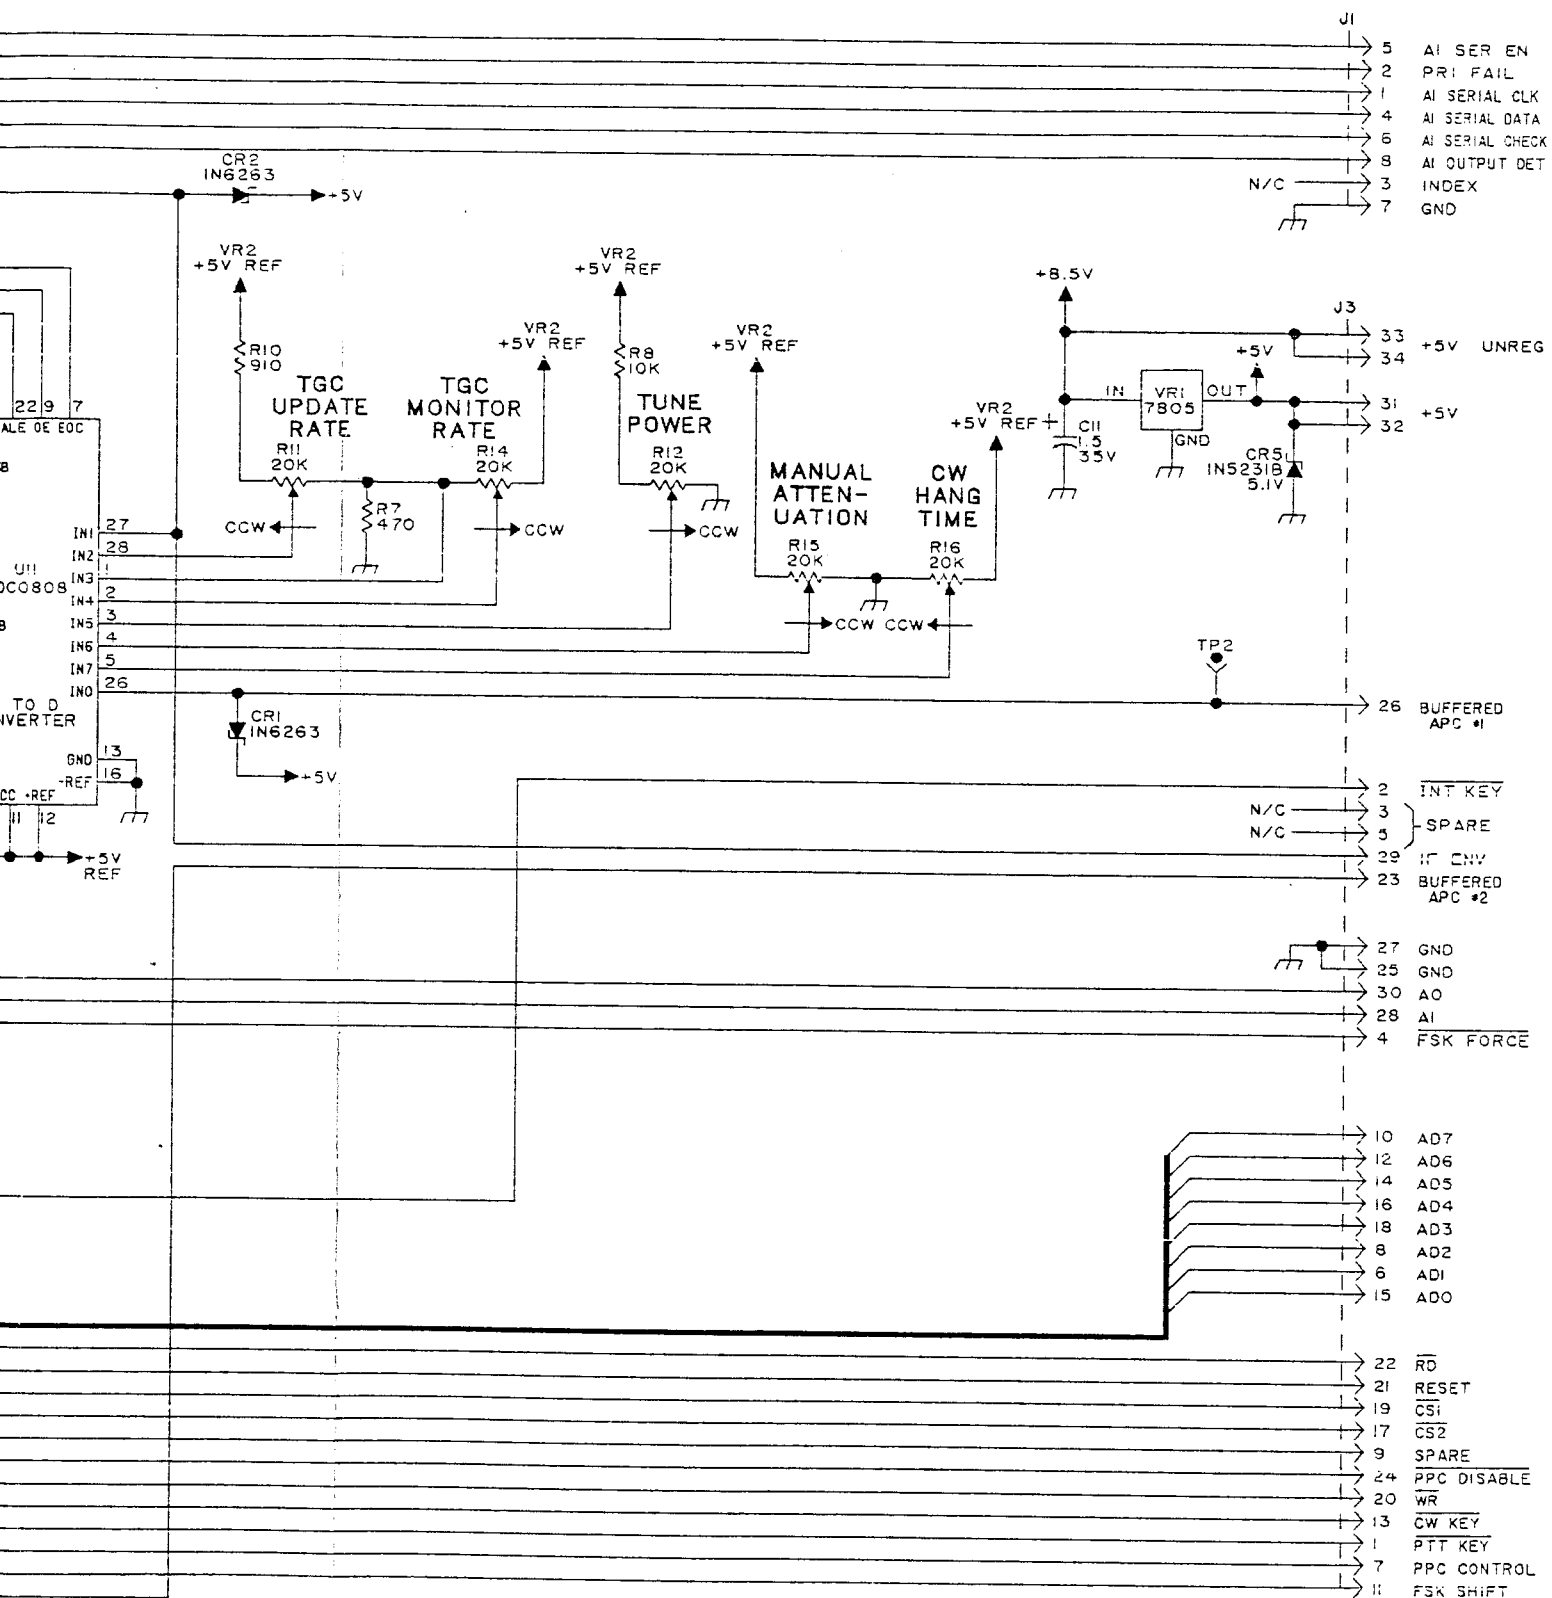 J1
5 AI SER EN
2 PRI FAIL
1 AI SERIAL CLK
4 AI SERIAL DATA
6 AI SERIAL CHECK
8 AI OUTPUT DET
N/C 3 INDEX
7 GND
CR2
1N6263
+5V
VR2
+5V REF
R10
910
TGC
UPDATE
RATE
R11
20K
CCW
R7
470
TGC
MONITOR
RATE
R14
20K
CCW
VR2
+5V REF
VR2
+5V REF
R8
10K
TUNE
POWER
R12
20K
CCW
VR2
+5V REF
MANUAL
ATTEN-
UATION
R15
20K
CCW
CW
HANG
TIME
R16
20K
CCW
VR2
+5V REF
+8.5V
+
C11
1.5
35V
IN VR1 OUT
7805
GND
+5V
CR5
1N5231B
5.1V
J3
33
34
+5V UNREG
31
32
+5V
22 9 7
ALE OE EOC
8
U11
0C0808
8
TO D
NVERTER
IN1 27
IN2 28
IN3 1
IN4 2
IN5 3
IN6 4
IN7 5
IN0 26
GND 13
-REF 16
CC +REF
11 12
+5V
REF
CR1
1N6263
+5V
TP2
26 BUFFERED
APC #1
2 INT KEY
N/C 3
N/C 5
SPARE
29 IF ENV
23 BUFFERED
APC #2
27 GND
25 GND
30 A0
28 A1
4 FSK FORCE
10 AD7
12 AD6
14 AD5
16 AD4
18 AD3
8 AD2
6 AD1
15 AD0
22 RD
21 RESET
19 CS1
17 CS2
9 SPARE
24 PPC DISABLE
20 WR
13 CW KEY
1 PTT KEY
7 PPC CONTROL
11 FSK SHIFT